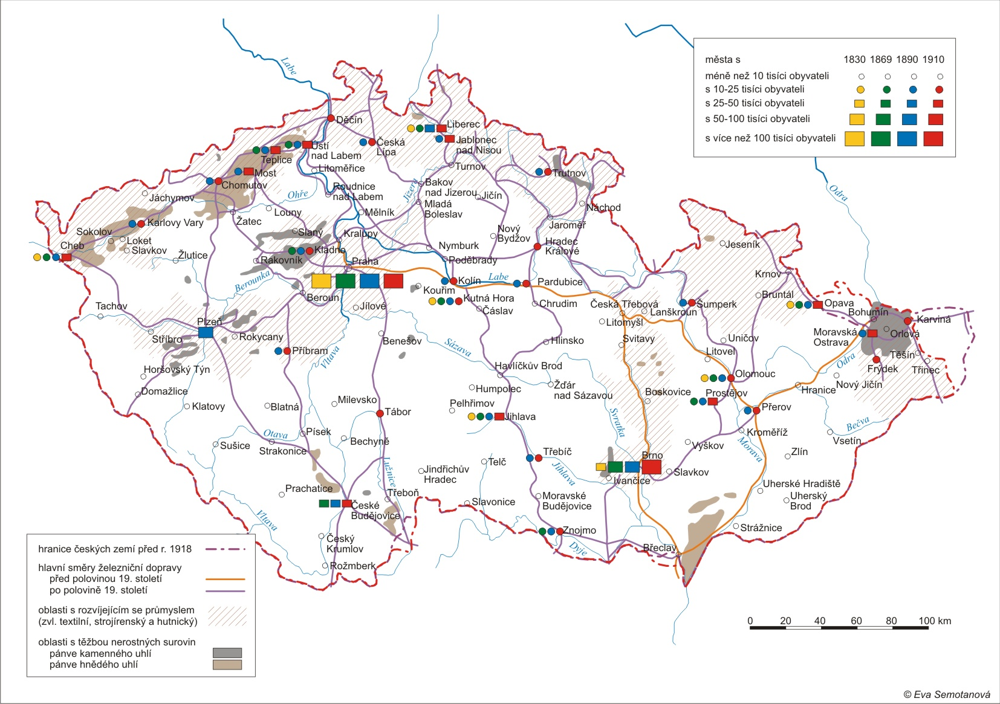 města s 1830 1869 1890 1910
méně než 10 tisíci obyvateli
s 10-25 tisíci obyvateli
s 25-50 tisíci obyvateli
s 50-100 tisíci obyvateli
s více než 100 tisíci obyvateli
Labe
Děčín
Liberec
Česká
Lípa
Jablonec
nad Nisou
Ústí
nad Labem
Teplice
Litoměřice
Turnov
Most
Trutnov
Chomutov
Odra
Roudnice
nad Labem
Bakov
nad Jizerou
Jizera
Jičín
Jáchymov
Ohře
Náchod
Mladá
Boleslav
Louny
Mělník
Žatec
Karlovy Vary
Jaroměř
Sokolov
Slaný
Kralupy
Nový
Bydžov
Loket
Slavkov
Cheb
Jeseník
Nymburk
Hradec
Králové
Kladno
Žlutice
Rakovník
Praha
Poděbrady
Krnov
Berounka
Labe
Kolín
Pardubice
Kouřim
Beroun
Bruntál
Kutná Hora
Čáslav
Chrudim
Česká Třebová
Lanškroun
Šumperk
Opava
Tachov
Jílové
Bohumín
Karviná
Plzeň
Litomyšl
Orlová
Moravská
Ostrava
Stříbro
Rokycany
Benešov
Hlinsko
Svitavy
Uničov
Litovel
Příbram
Sázava
Vltava
Těšín
Třinec
Frýdek
Odra
Horšovský Týn
Havlíčkův Brod
Olomouc
Nový Jičín
Domažlice
Humpolec
Žďár
nad Sázavou
Boskovice
Prostějov
Hranice
Klatovy
Blatná
Milevsko
Pelhřimov
Přerov
Tábor
Jihlava
Svratka
Bečva
Písek
Otava
Bechyně
Kroměříž
Vsetín
Sušice
Strakonice
Vyškov
Morava
Zlín
Třebíč
Brno
Telč
Jihlava
Slavkov
Jindřichův
Hradec
Ivančice
Lužnice
Prachatice
Třeboň
Uherské Hradiště
Uherský
Brod
České
Budějovice
Slavonice
Moravské
Budějovice
Vltava
Strážnice
Znojmo
Český
Krumlov
Dyje
Břeclav
Rožmberk
hranice českých zemí před r. 1918
hlavní směry železniční dopravy
před polovinou 19. století
po polovině 19. století
oblasti s rozvíjejícím se průmyslem
(zvl. textilní, strojírenský a hutnický)
oblasti s těžbou nerostných surovin
pánve kamenného uhlí
pánve hnědého uhlí
0 20 40 60 80 100 km
© Eva Semotanová